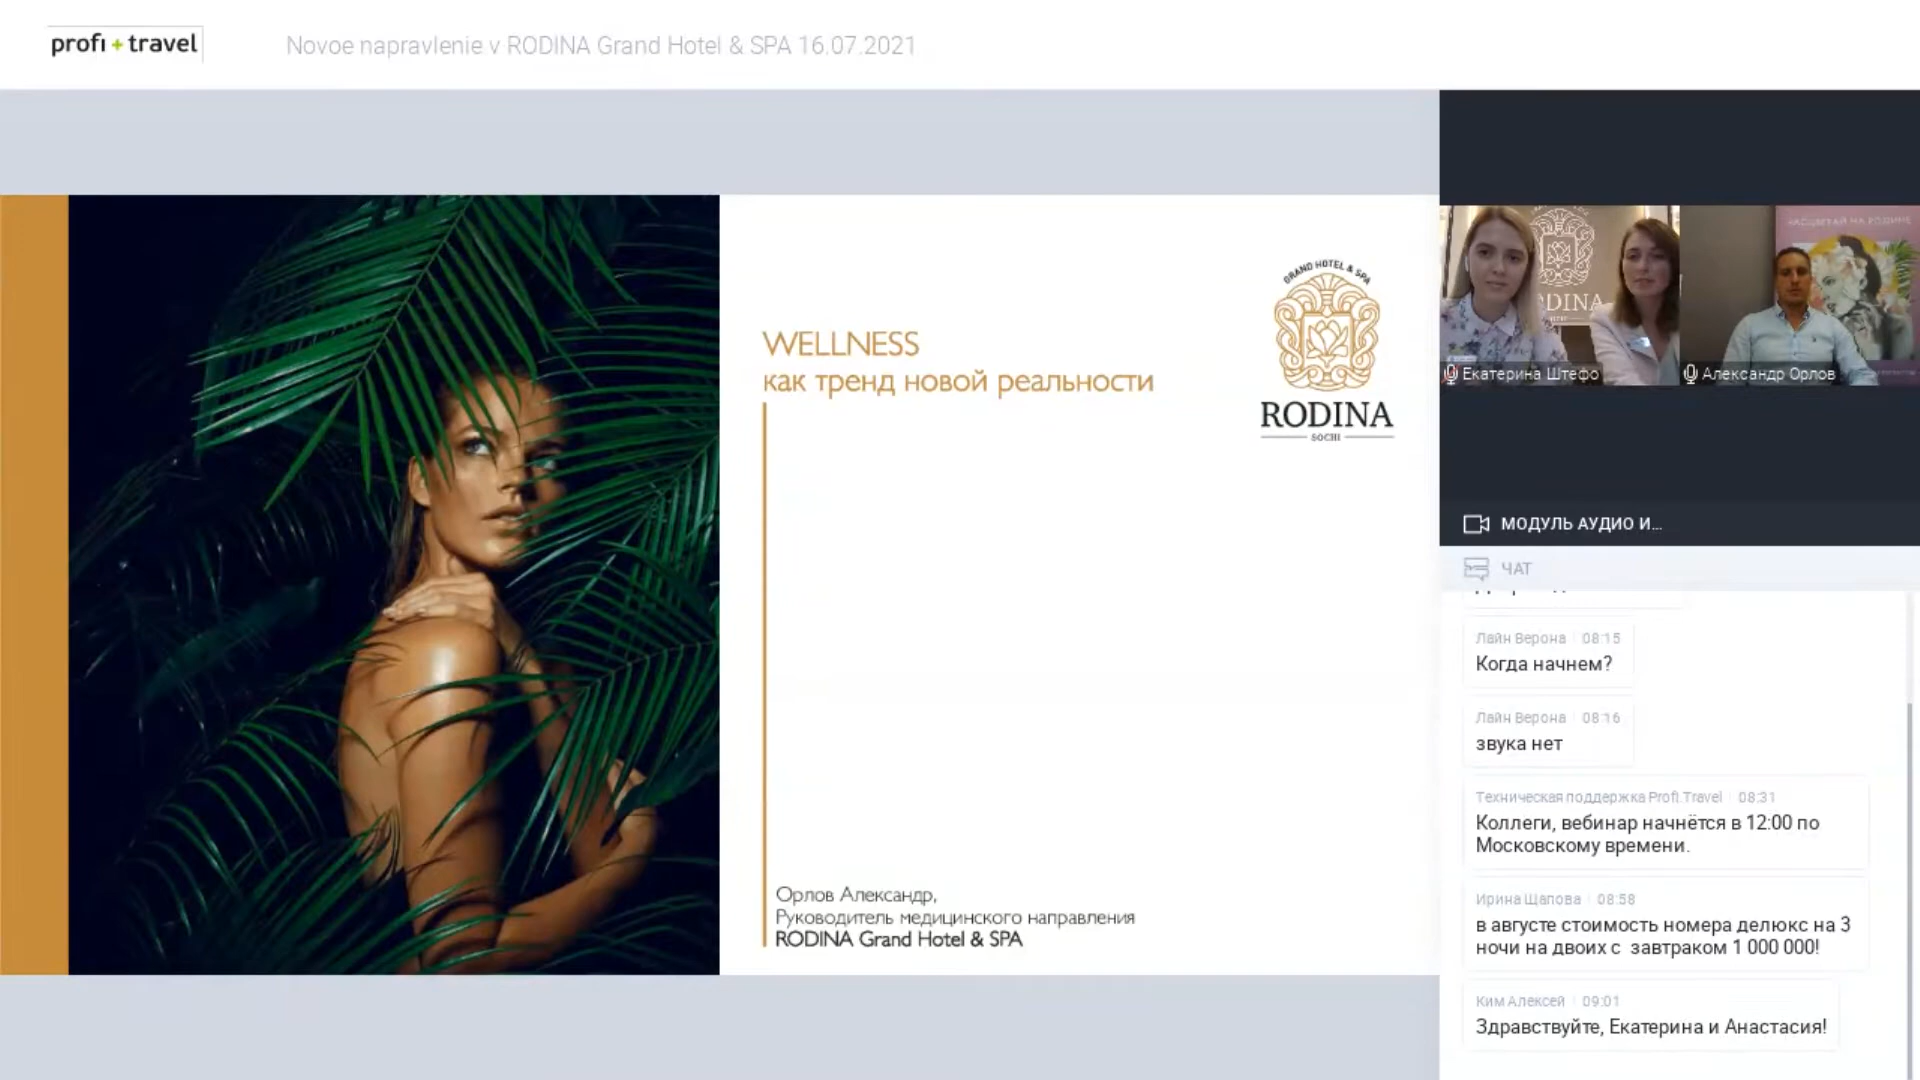 profi + travel
Novoe napravlenie v RODINA Grand Hotel & SPA 16.07.2021
WELLNESS
как тренд новой реальности
GRAND HOTEL & SPA
RODINA
SOCHI
Орлов Александр,
Руководитель медицинского направления
RODINA Grand Hotel & SPA
РАСЦВЕТАЙ НА РОДИНЕ
Екатерина Штефо
Александр Орлов
МОДУЛЬ АУДИО И...
ЧАТ
Лайн Верона 08:15
Когда начнем?
Лайн Верона 08:16
звука нет
Техническая поддержка Profi.Travel 08:31
Коллеги, вебинар начнётся в 12:00 по
Московскому времени.
Ирина Щапова 08:58
в августе стоимость номера делюкс на 3
ночи на двоих с завтраком 1 000 000!
Ким Алексей 09:01
Здравствуйте, Екатерина и Анастасия!